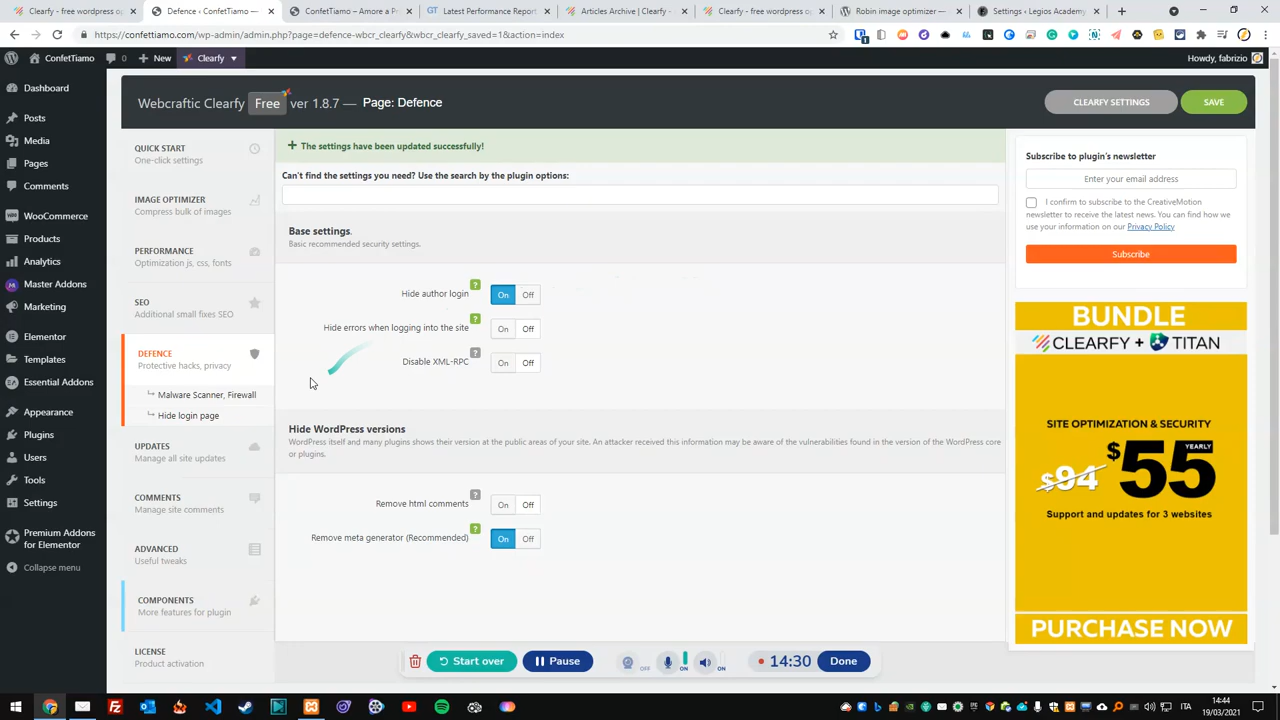 Clearfy - free wordpress op
Defence ‹ ConfetTiamo —
ConfetTiamo – Amore a P
Latest Performance Report
Articles Archive | Clearfy -
Clearfy - free wordpress op
Robin image optimizer —
Settings ‹ Legios Academy
https://confettiamo.com/wp-admin/admin.php?page=defence-wbcr_clearfy&wbcr_clearfy_saved=1&action=index
ConfetTiamo
0
New
Clearfy
Howdy, fabrizio
Dashboard
Posts
Media
Pages
Comments
WooCommerce
Products
Analytics
Master Addons
Marketing
Elementor
Templates
Essential Addons
Appearance
Plugins
Users
Tools
Settings
Premium Addons
for Elementor
Collapse menu
Webcraftic Clearfy Free ver 1.8.7 — Page: Defence
CLEARFY SETTINGS
SAVE
QUICK START
One-click settings
IMAGE OPTIMIZER
Compress bulk of images
PERFORMANCE
Optimization js, css, fonts
SEO
Additional small fixes SEO
DEFENCE
Protective hacks, privacy
Malware Scanner, Firewall
Hide login page
UPDATES
Manage all site updates
COMMENTS
Manage site comments
ADVANCED
Useful tweaks
COMPONENTS
More features for plugin
LICENSE
Product activation
The settings have been updated successfully!
Can't find the settings you need? Use the search by the plugin options:
Base settings.
Basic recommended security settings.
Hide author login ? On Off
Hide errors when logging into the site ? On Off
Disable XML-RPC ? On Off
Hide WordPress versions
WordPress itself and many plugins shows their version at the public areas of your site. An attacker received this information may be aware of the vulnerabilities found in the version of the WordPress core
or plugins.
Remove html comments ? On Off
Remove meta generator (Recommended) ? On Off
Subscribe to plugin's newsletter
Enter your email address
I confirm to subscribe to the CreativeMotion
newsletter to receive the latest news. You can find how we
use your information on our Privacy Policy
Subscribe
BUNDLE
CLEARFY + TITAN
SITE OPTIMIZATION & SECURITY
$94 $55 YEARLY
Support and updates for 3 websites
PURCHASE NOW
Start over
Pause
OFF
ON
ON
14:30
Done
ITA
14:44
19/03/2021